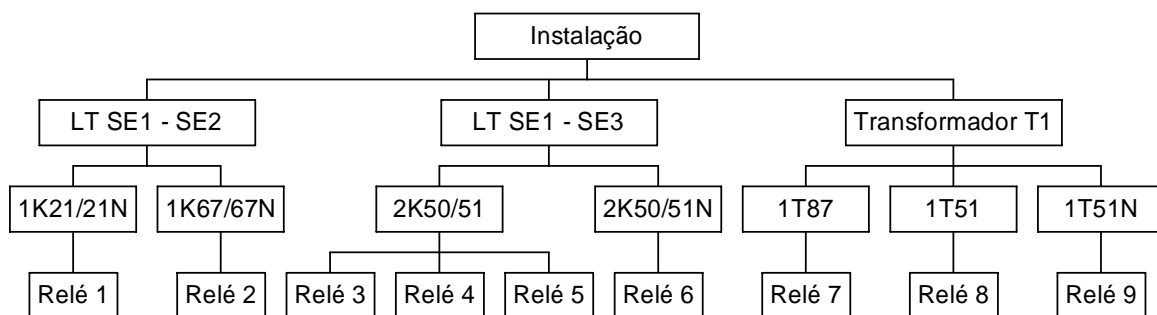 Instalação
LT SE1 - SE2
LT SE1 - SE3
Transformador T1
1K21/21N
1K67/67N
2K50/51
2K50/51N
1T87
1T51
1T51N
Relé 1
Relé 2
Relé 3
Relé 4
Relé 5
Relé 6
Relé 7
Relé 8
Relé 9